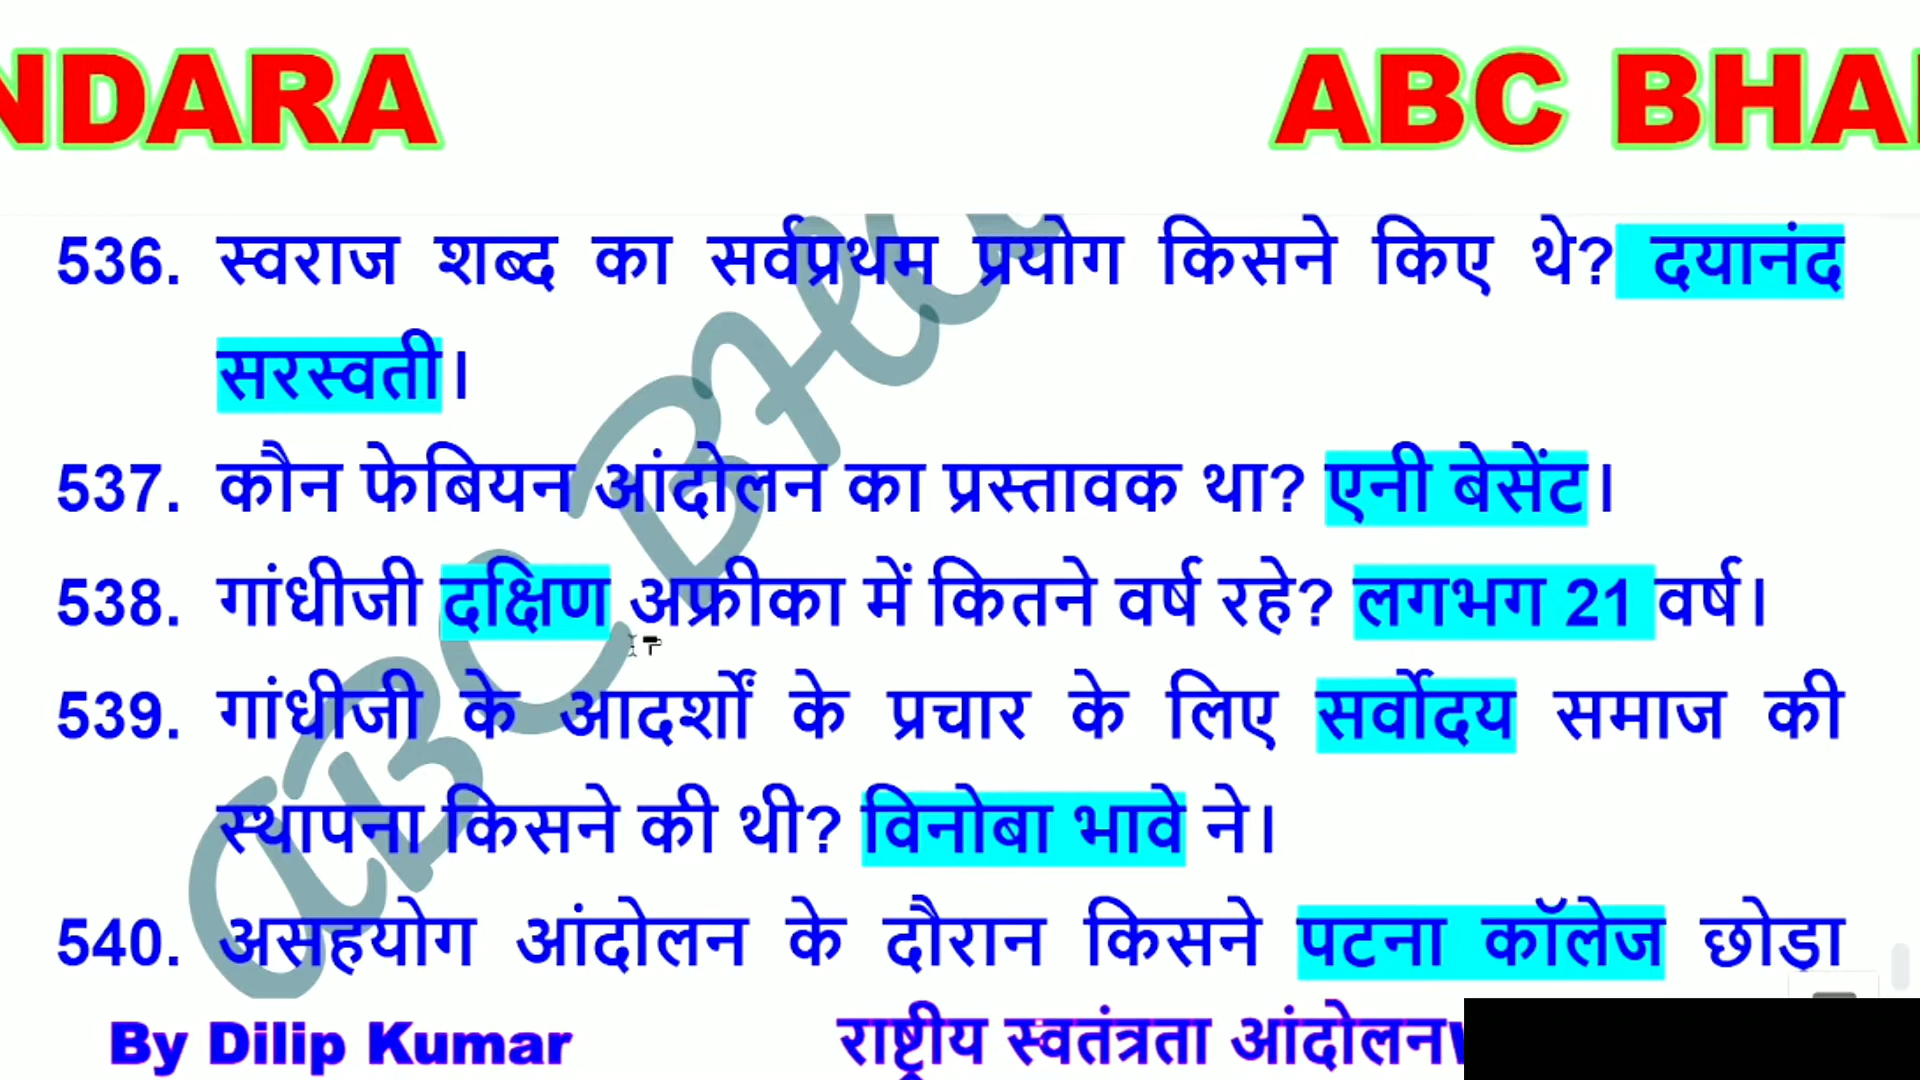 NDARA ABC BHA
536. स्वराज शब्द का सर्वप्रथम प्रयोग किसने किए थे? दयानंद
सरस्वती।
537. कौन फेबियन आंदोलन का प्रस्तावक था? एनी बेसेंट।
538. गांधीजी दक्षिण अफ्रीका में कितने वर्ष रहे? लगभग 21 वर्ष।
539. गांधीजी के आदर्शों के प्रचार के लिए सर्वोदय समाज की
स्थापना किसने की थी? विनोबा भावे ने।
540. असहयोग आंदोलन के दौरान किसने पटना कॉलेज छोड़ा
By Dilip Kumar राष्ट्रीय स्वतंत्रता आंदोलन
ABC BHA